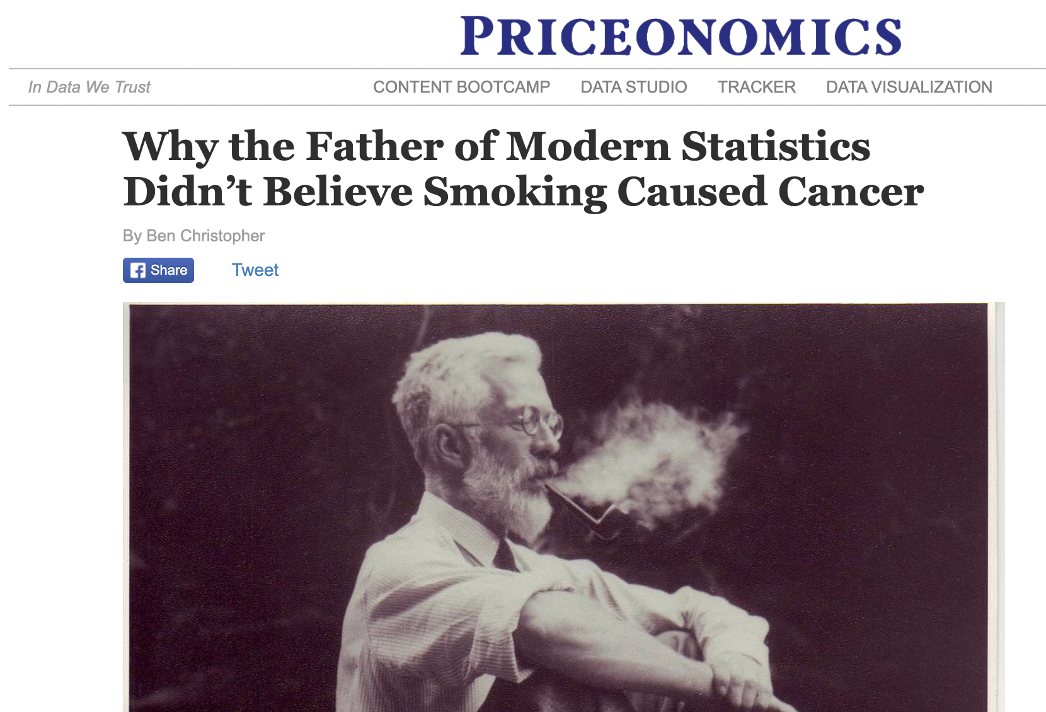 PRICEONOMICS
In Data We Trust
CONTENT BOOTCAMP
DATA STUDIO
TRACKER
DATA VISUALIZATION
Why the Father of Modern Statistics
Didn’t Believe Smoking Caused Cancer
By Ben Christopher
Share
Tweet